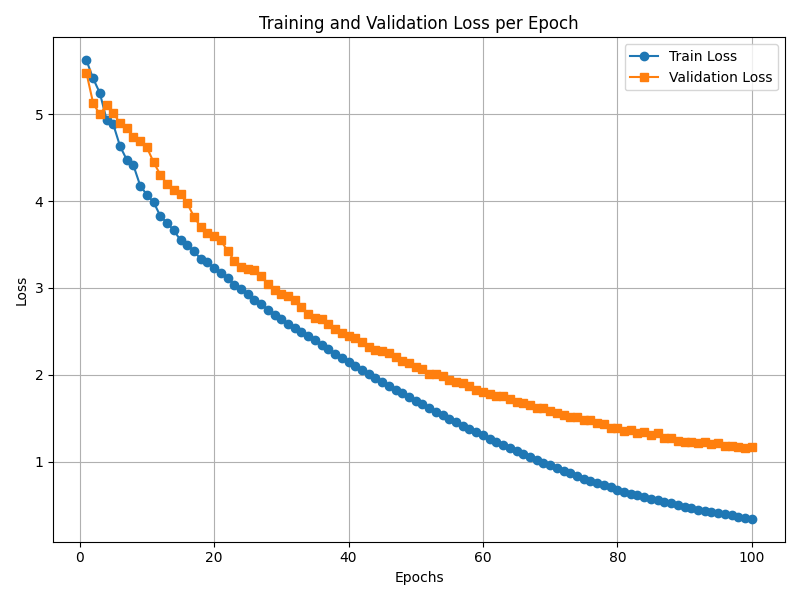 Training and Validation Loss per Epoch
Train Loss
Validation Loss
5
4
3
2
1
Loss
0 20 40 60 80 100
Epochs